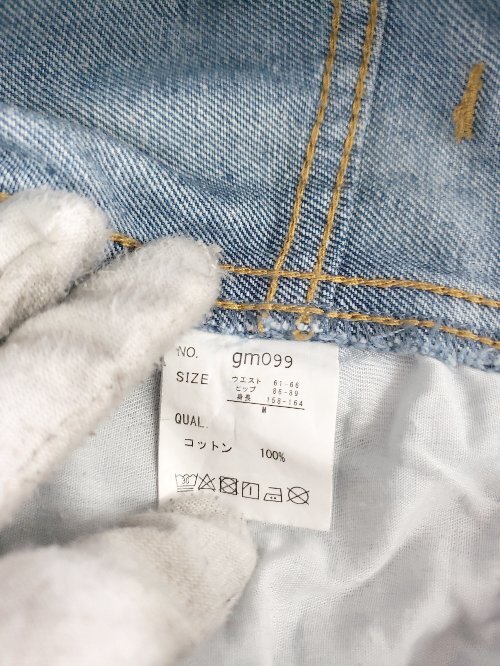 NO. gm099
SIZE
ウエスト 61-66
ヒップ 86-89
身長 158-164
M
QUAL.
コットン 100%
30